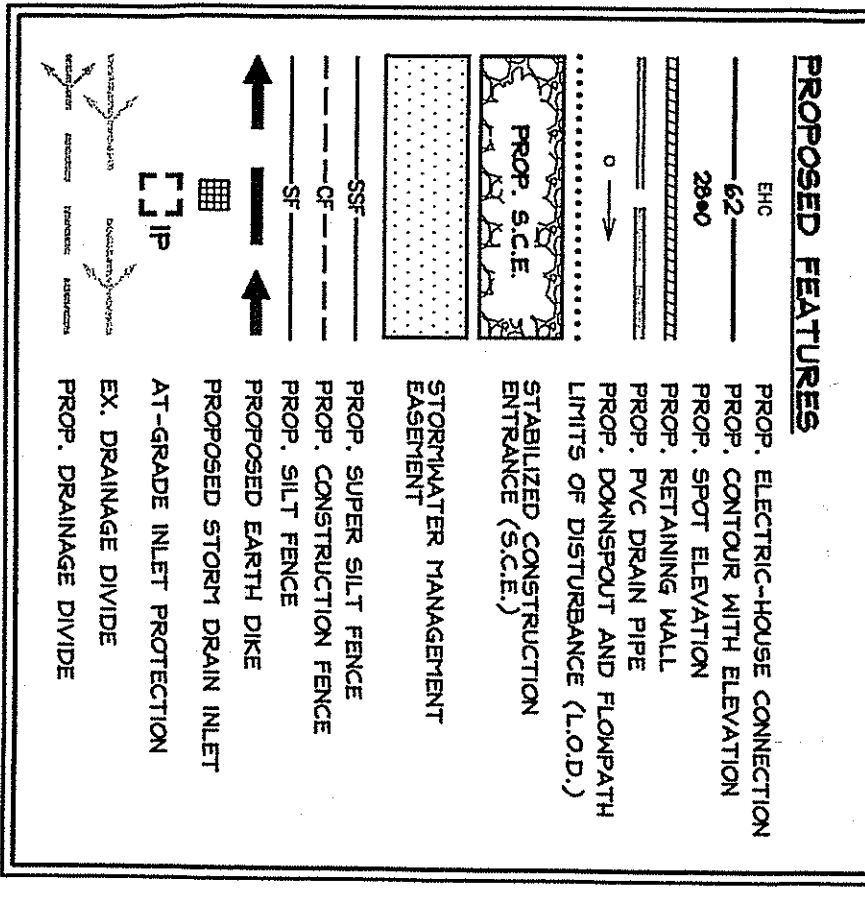 PROPOSED FEATURES
EHC PROP. ELECTRIC-HOUSE CONNECTION
62 PROP. CONTOUR WITH ELEVATION
28●0 PROP. SPOT ELEVATION
PROP. RETAINING WALL
PROP. PVC DRAIN PIPE
PROP. DOWNSPOUT AND FLOWPATH
LIMITS OF DISTURBANCE (L.O.D.)
PROP. S.C.E. STABILIZED CONSTRUCTION
ENTRANCE (S.C.E.)
STORMWATER MANAGEMENT
EASEMENT
SSF PROP. SUPER SILT FENCE
CF PROP. CONSTRUCTION FENCE
SF PROP. SILT FENCE
PROPOSED EARTH DIKE
PROPOSED STORM DRAIN INLET
IP AT-GRADE INLET PROTECTION
EX. DRAINAGE DIVIDE
PROP. DRAINAGE DIVIDE